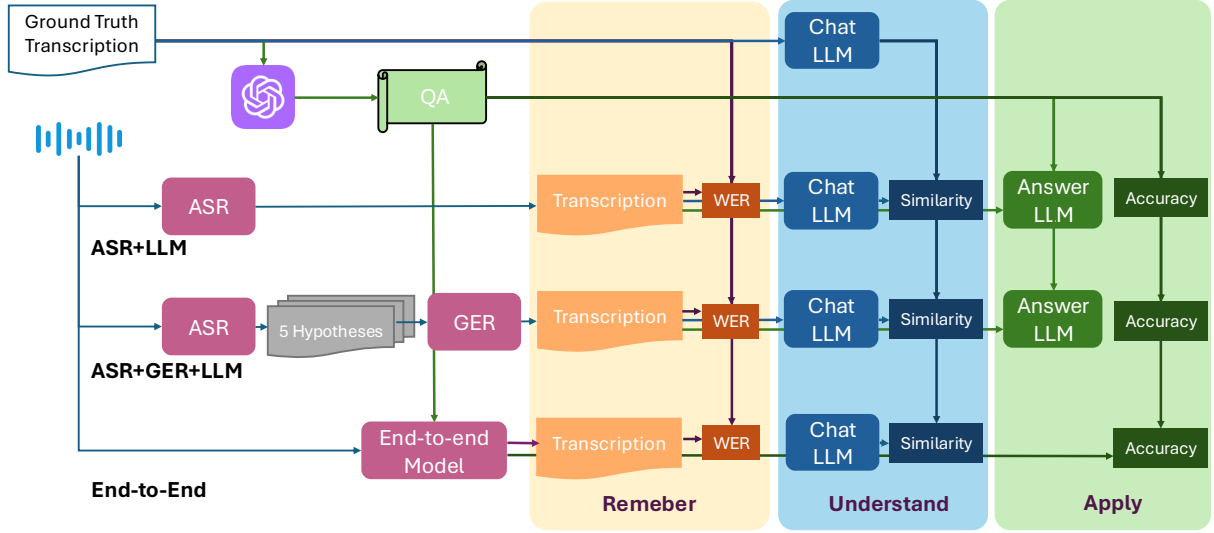 Ground Truth
Transcription
Chat
LLM
QA
ASR
Transcription
WER
Chat
LLM
Similarity
Answer
LLM
Accuracy
ASR+LLM
ASR
5 Hypotheses
GER
Transcription
WER
Chat
LLM
Similarity
Answer
LLM
Accuracy
ASR+GER+LLM
End-to-end
Model
Transcription
WER
Chat
LLM
Similarity
Accuracy
End-to-End
Remeber
Understand
Apply